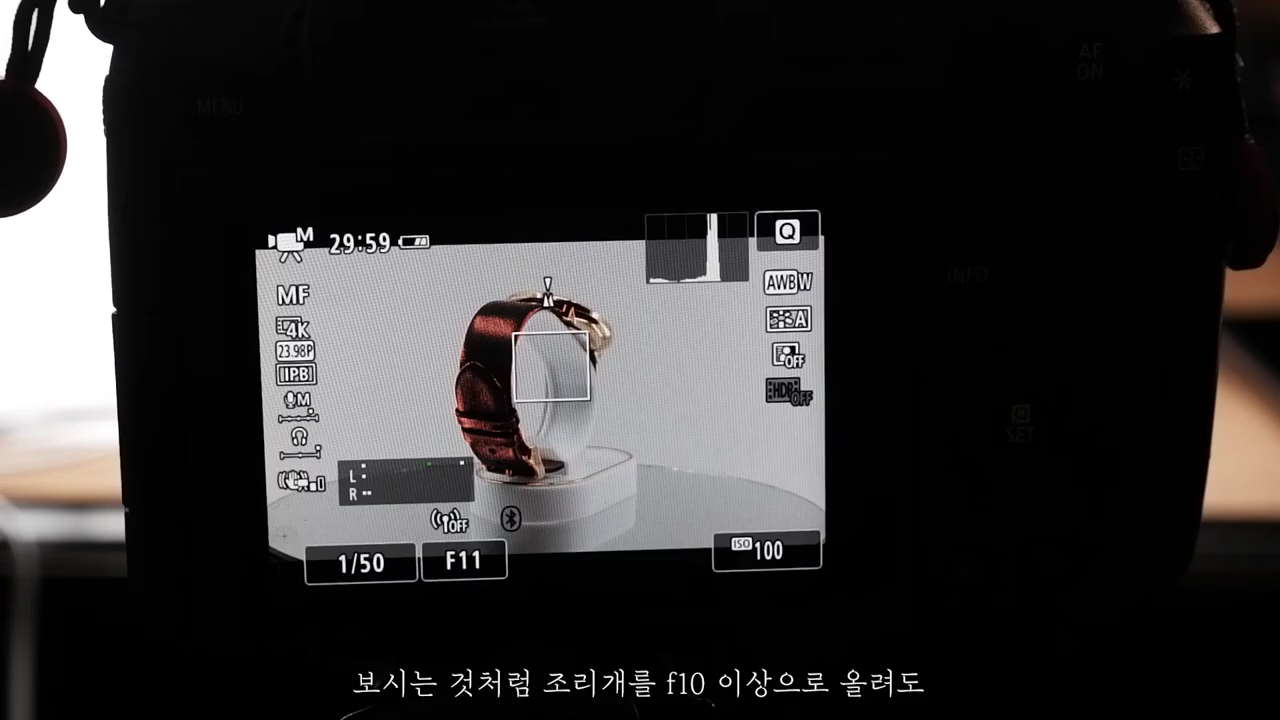 AF
ON
MENU
M 29:59 Q
MF AWB W
4K A
23.98P OFF
IPB HDR OFF
M
L
R
OFF
1/50 F11 ISO 100
INFO
Q
SET
보시는 것처럼 조리개를 f10 이상으로 올려도